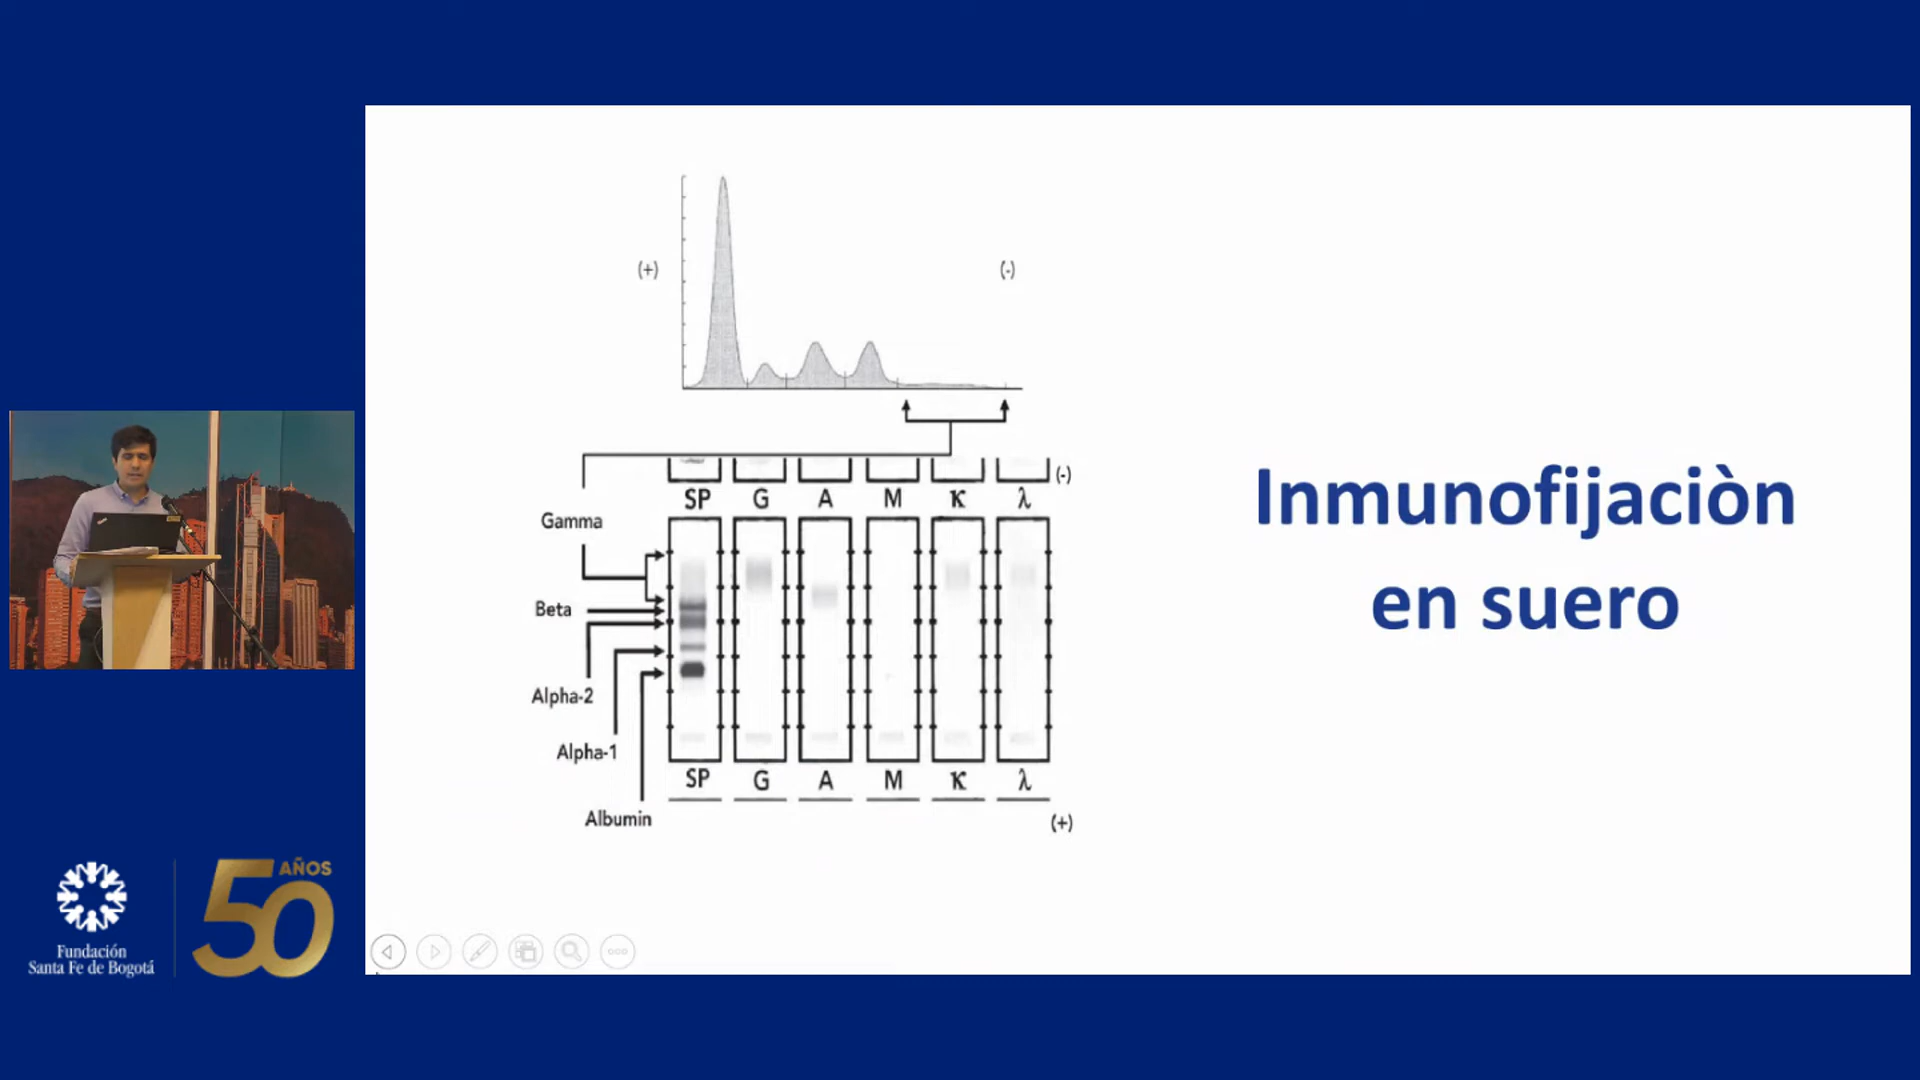 (+)
(-)
(-)
SP G A M κ λ
Gamma
Beta
Alpha-2
Alpha-1
SP G A M κ λ
Albumin
(+)
Inmunofijaciòn
en suero
AÑOS
50
Fundación
Santa Fe de Bogotá